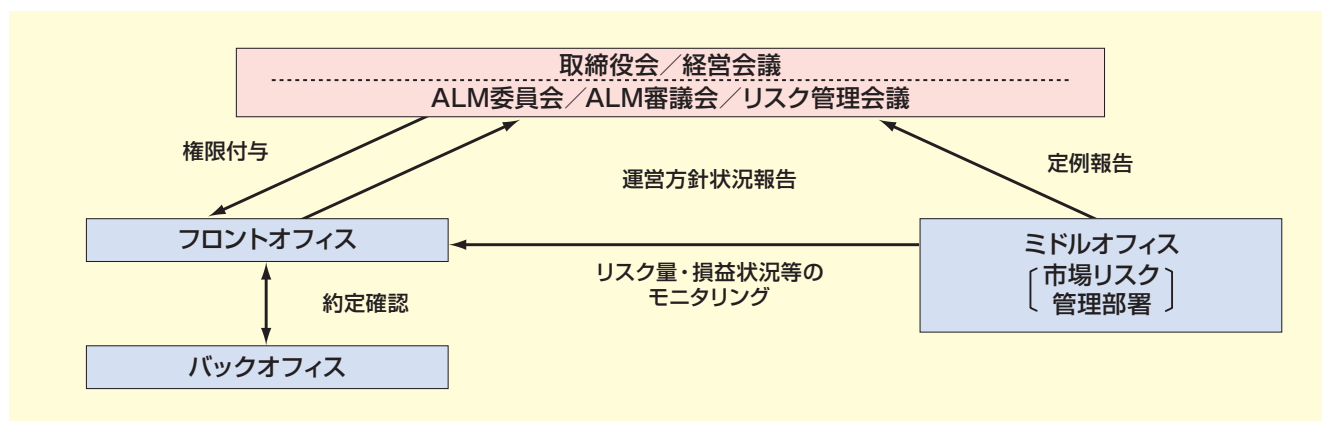 取締役会／経営会議
ALM委員会／ALM審議会／リスク管理会議
権限付与
定例報告
運営方針状況報告
フロントオフィス
ミドルオフィス
市場リスク
管理部署
リスク量・損益状況等の
モニタリング
約定確認
バックオフィス